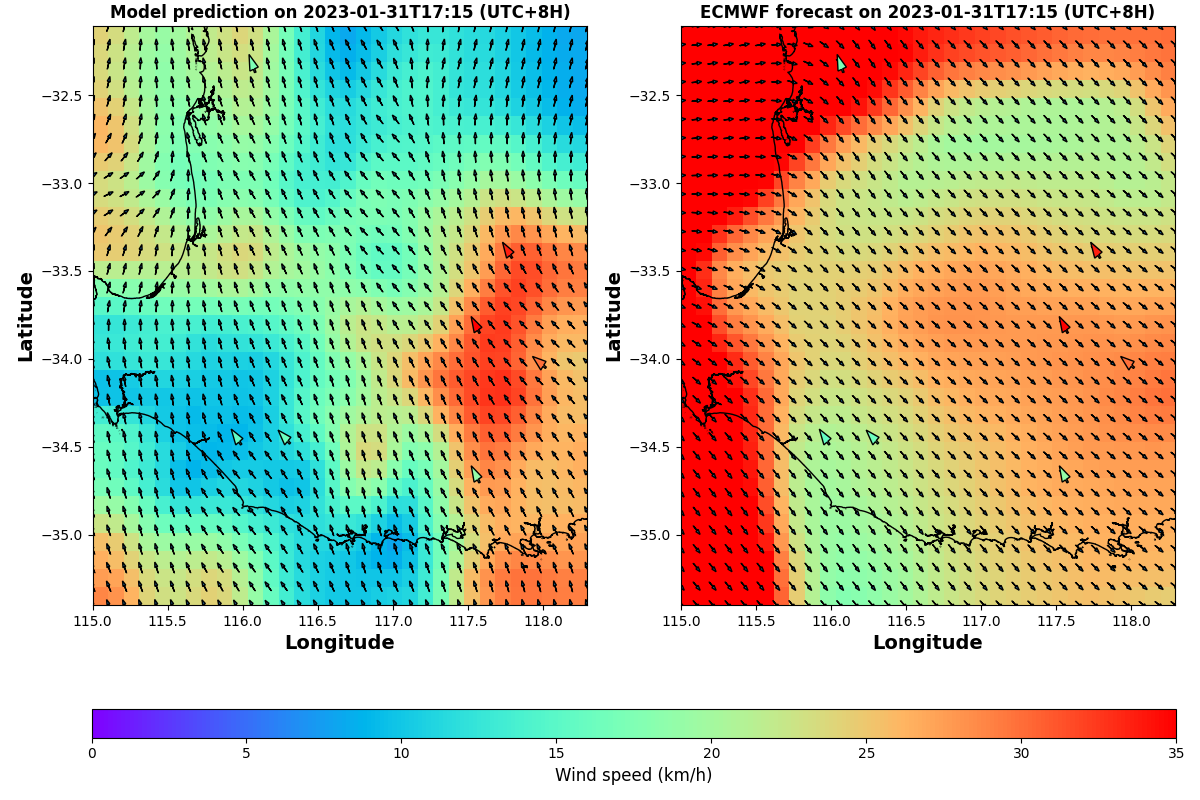 Model prediction on 2023-01-31T17:15 (UTC+8H)
ECMWF forecast on 2023-01-31T17:15 (UTC+8H)
−32.5
−33.0
−33.5
−34.0
−34.5
−35.0
Latitude
115.0 115.5 116.0 116.5 117.0 117.5 118.0
Longitude
−32.5
−33.0
−33.5
−34.0
−34.5
−35.0
Latitude
115.0 115.5 116.0 116.5 117.0 117.5 118.0
Longitude
0 5 10 15 20 25 30 35
Wind speed (km/h)